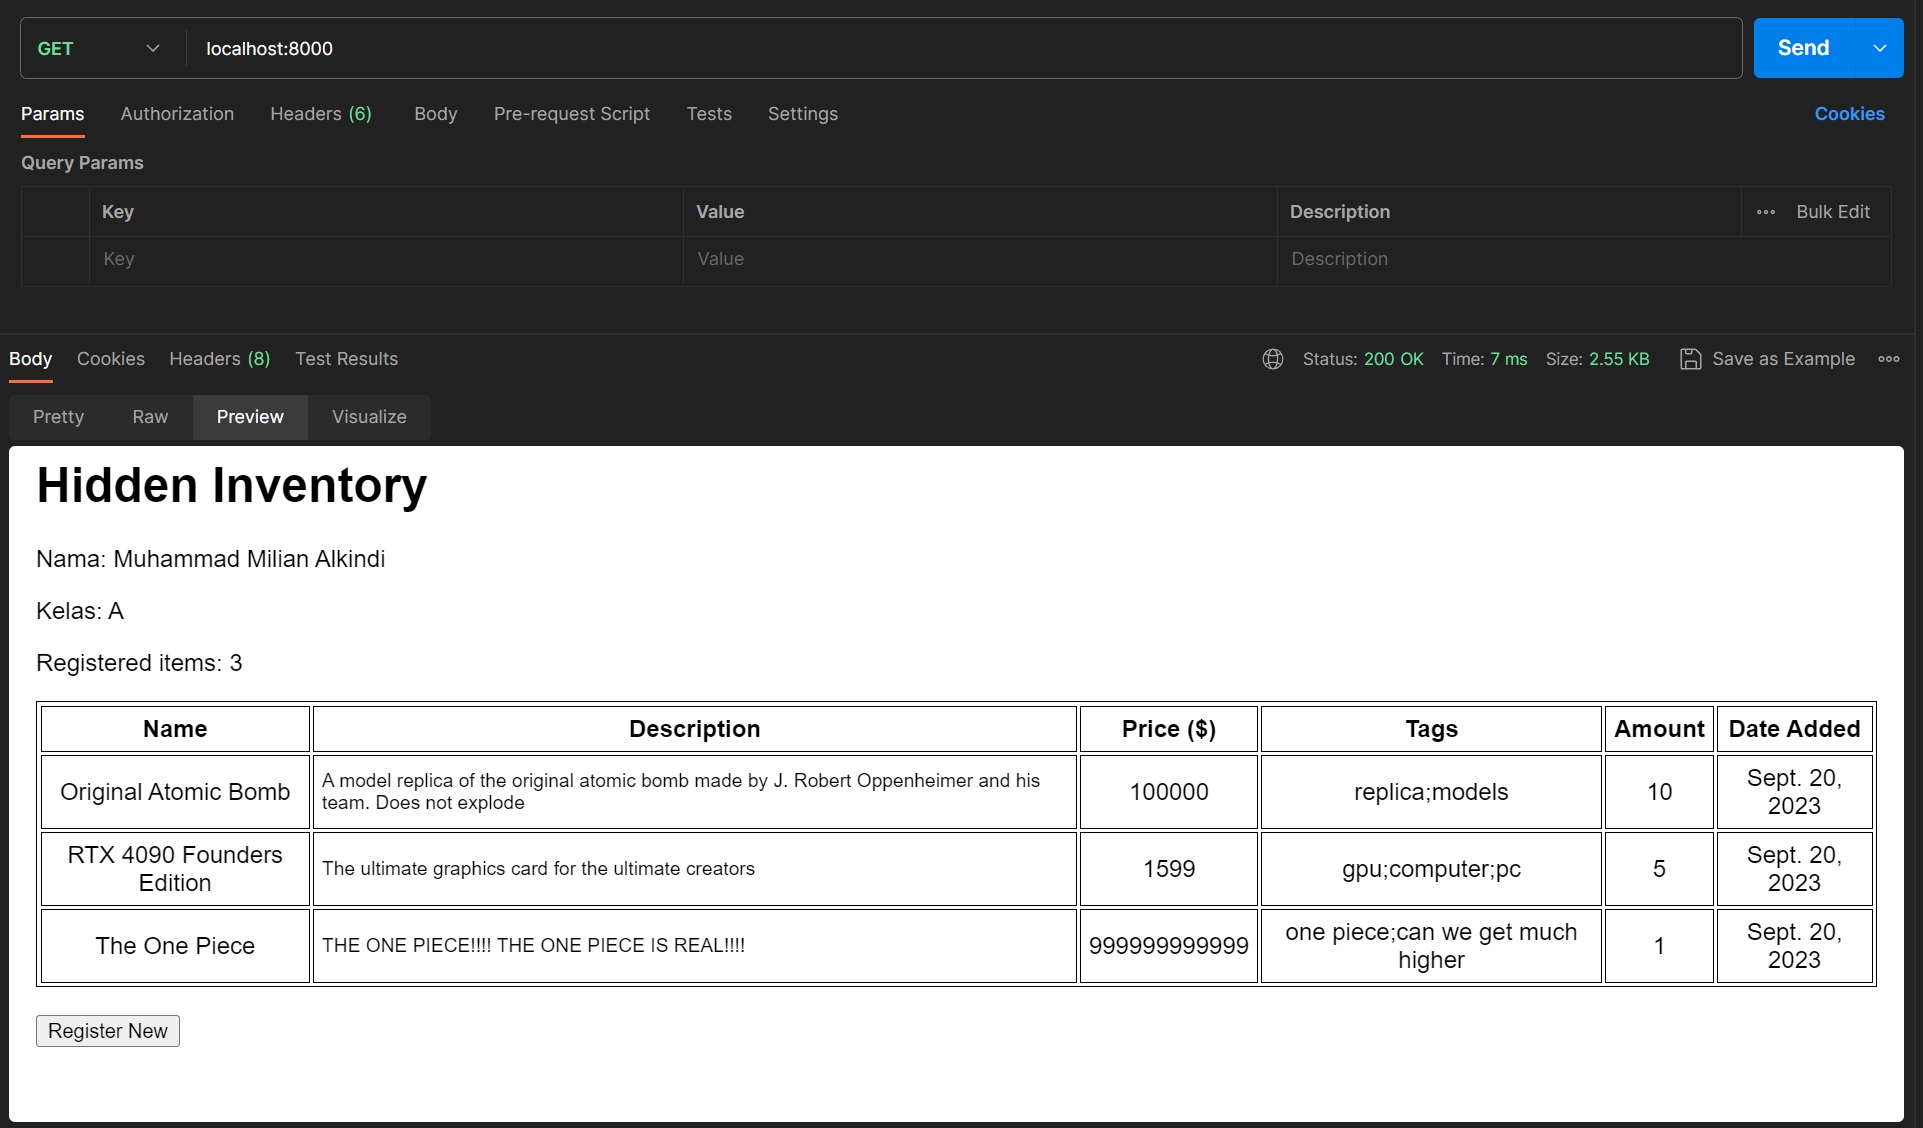 GET localhost:8000 Send
Params Authorization Headers (6) Body Pre-request Script Tests Settings Cookies
Query Params
Key Value Description Bulk Edit
Key Value Description
Body Cookies Headers (8) Test Results Status: 200 OK Time: 7 ms Size: 2.55 KB Save as Example
Pretty Raw Preview Visualize
Hidden Inventory
Nama: Muhammad Milian Alkindi
Kelas: A
Registered items: 3
Name Description Price ($) Tags Amount Date Added
Original Atomic Bomb
A model replica of the original atomic bomb made by J. Robert Oppenheimer and his
team. Does not explode
100000
replica;models
10
Sept. 20,
2023
RTX 4090 Founders
Edition
The ultimate graphics card for the ultimate creators
1599
gpu;computer;pc
5
Sept. 20,
2023
The One Piece
THE ONE PIECE!!!! THE ONE PIECE IS REAL!!!!
999999999999
one piece;can we get much
higher
1
Sept. 20,
2023
Register New